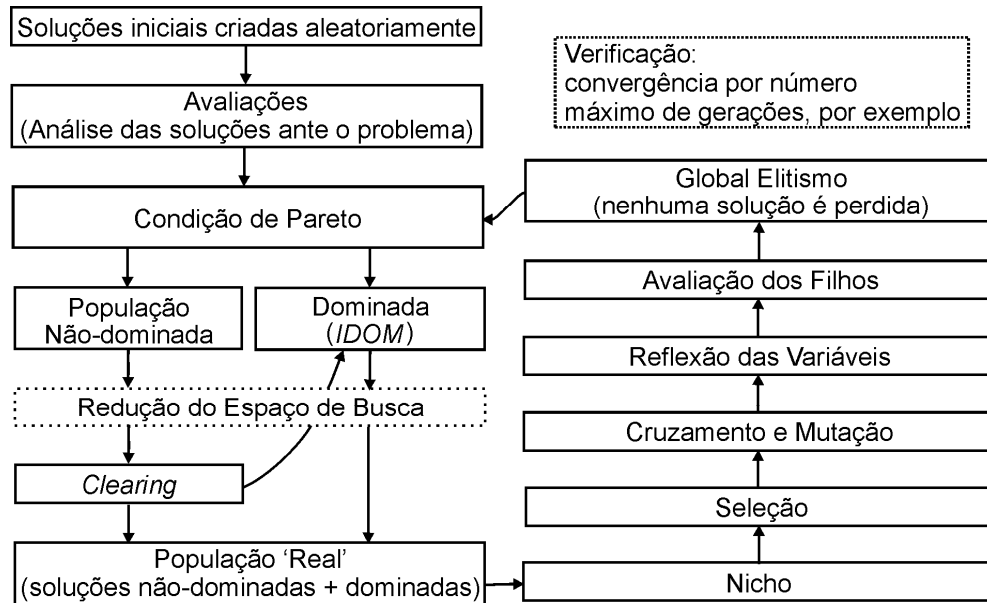 Soluções iniciais criadas aleatoriamente
Avaliações
(Análise das soluções ante o problema)
Condição de Pareto
População
Não-dominada
Dominada
(IDOM)
Redução do Espaço de Busca
Clearing
População ‘Real’
(soluções não-dominadas + dominadas)
Verificação:
convergência por número
máximo de gerações, por exemplo
Global Elitismo
(nenhuma solução é perdida)
Avaliação dos Filhos
Reflexão das Variáveis
Cruzamento e Mutação
Seleção
Nicho